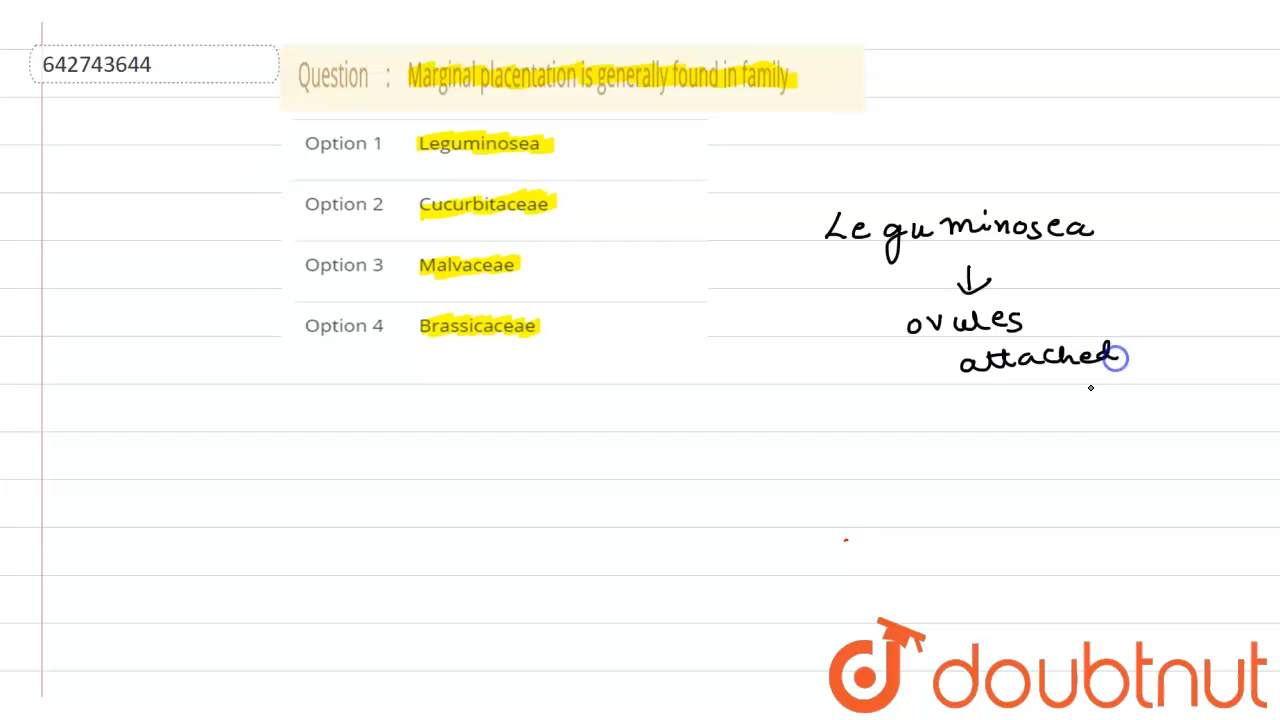 642743644
Question : Marginal placentation is generally found in family
Option 1 Leguminosea
Option 2 Cucurbitaceae
Option 3 Malvaceae
Option 4 Brassicaceae
Leguminosea
↓
ovules
attached
doubtnut